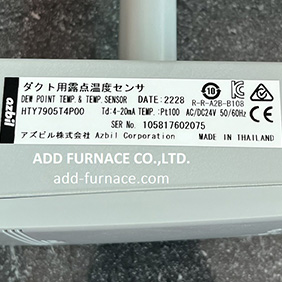 azbil
ダクト用露点温度センサ
DEW POINT TEMP.& TEMP.SENSOR DATE:2228
R-R-A2B-B108
HTY7905T4P00 Td:4-20mA Temp.:Pt100 AC/DC24V 50/60Hz
SER No. 105817602075
アズビル株式会社 Azbil Corporation MADE IN THAILAND
ADD FURNACE CO.,LTD.
add-furnace.com